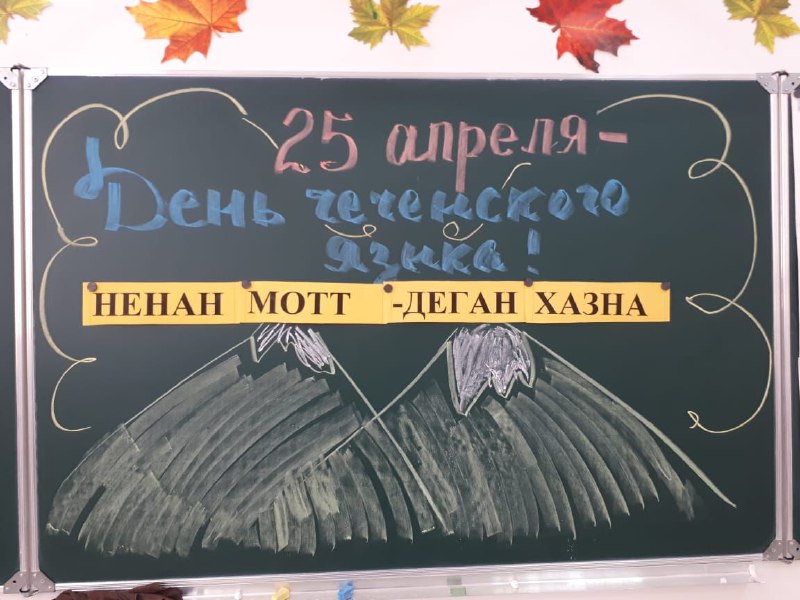 25 апреля-
День чеченского
языка!
НЕНАН МОТТ -ДЕГАН ХАЗНА